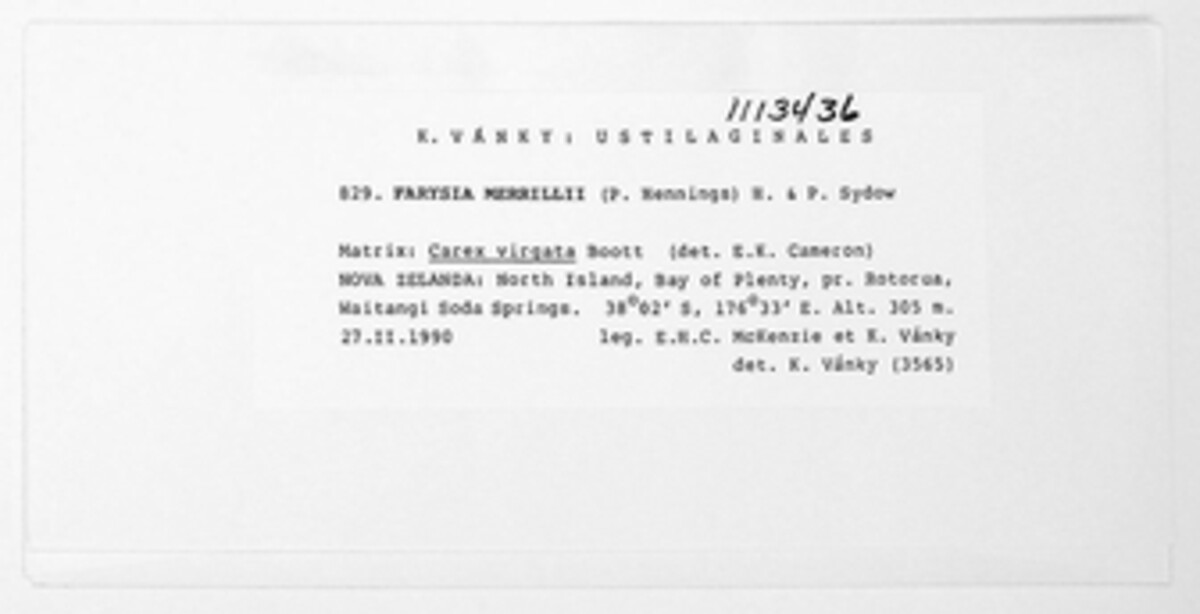 11134/36
K. VÁNKY: USTILAGINALES
829. FARYSIA MERRILLII (P. Hennings) H. & P. Sydow
Matrix: Carex virgata Boott (det. E.K. Cameron)
NOVA ZELANDA: North Island, Bay of Plenty, pr. Rotorua,
Waitangi Soda Springs. 38°02' S, 176°33' E. Alt. 305 m.
27.II.1990 leg. E.H.C. McKenzie et K. Vánky
det. K. Vánky (3565)